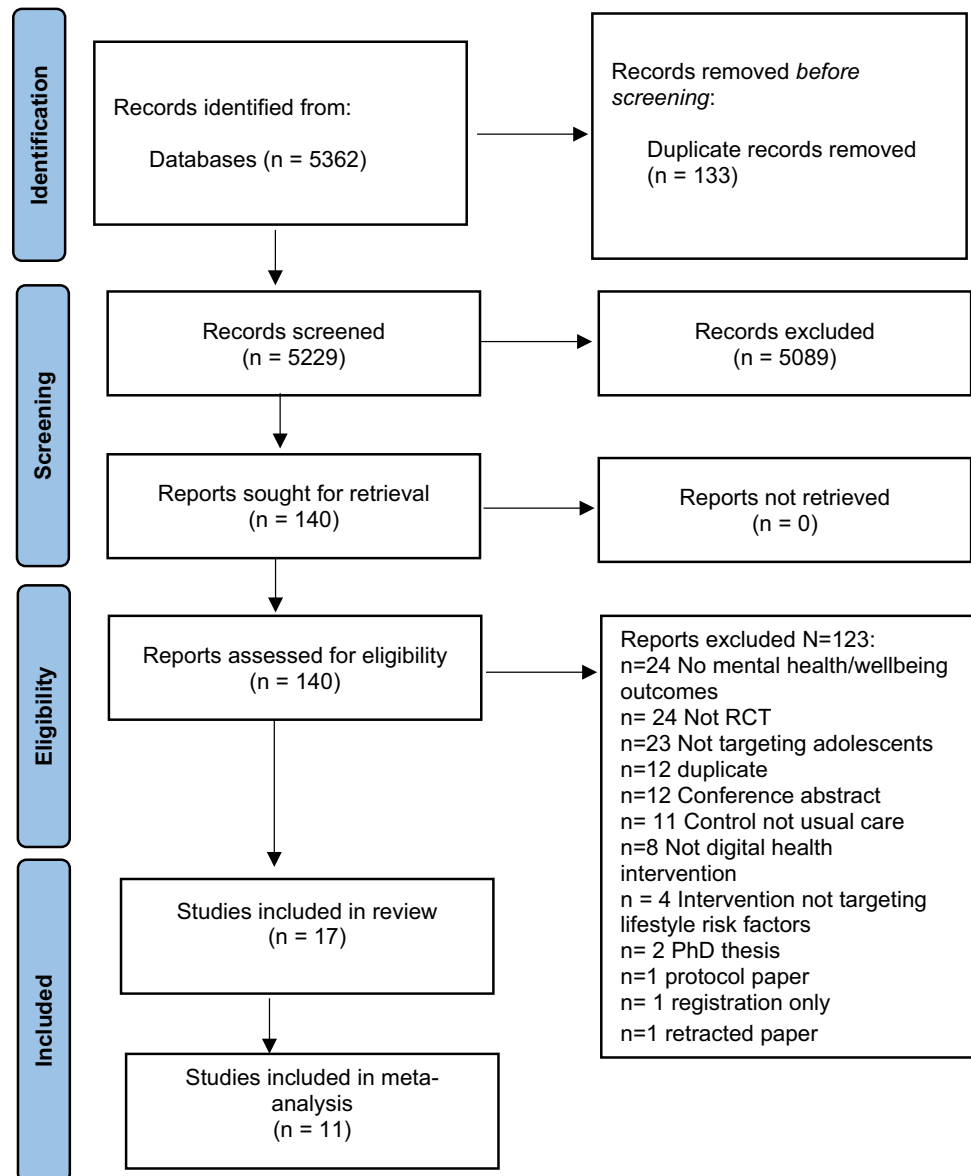 Identification
Records identified from:
Databases (n = 5362)
Records removed before
screening:
Duplicate records removed
(n = 133)
Screening
Records screened
(n = 5229)
Records excluded
(n = 5089)
Reports sought for retrieval
(n = 140)
Reports not retrieved
(n = 0)
Eligibility
Reports assessed for eligibility
(n = 140)
Reports excluded N=123:
n=24 No mental health/wellbeing
outcomes
n= 24 Not RCT
n=23 Not targeting adolescents
n=12 duplicate
n=12 Conference abstract
n= 11 Control not usual care
n=8 Not digital health
intervention
n = 4 Intervention not targeting
lifestyle risk factors
n= 2 PhD thesis
n=1 protocol paper
n= 1 registration only
n=1 retracted paper
Included
Studies included in review
(n = 17)
Studies included in meta-
analysis
(n = 11)